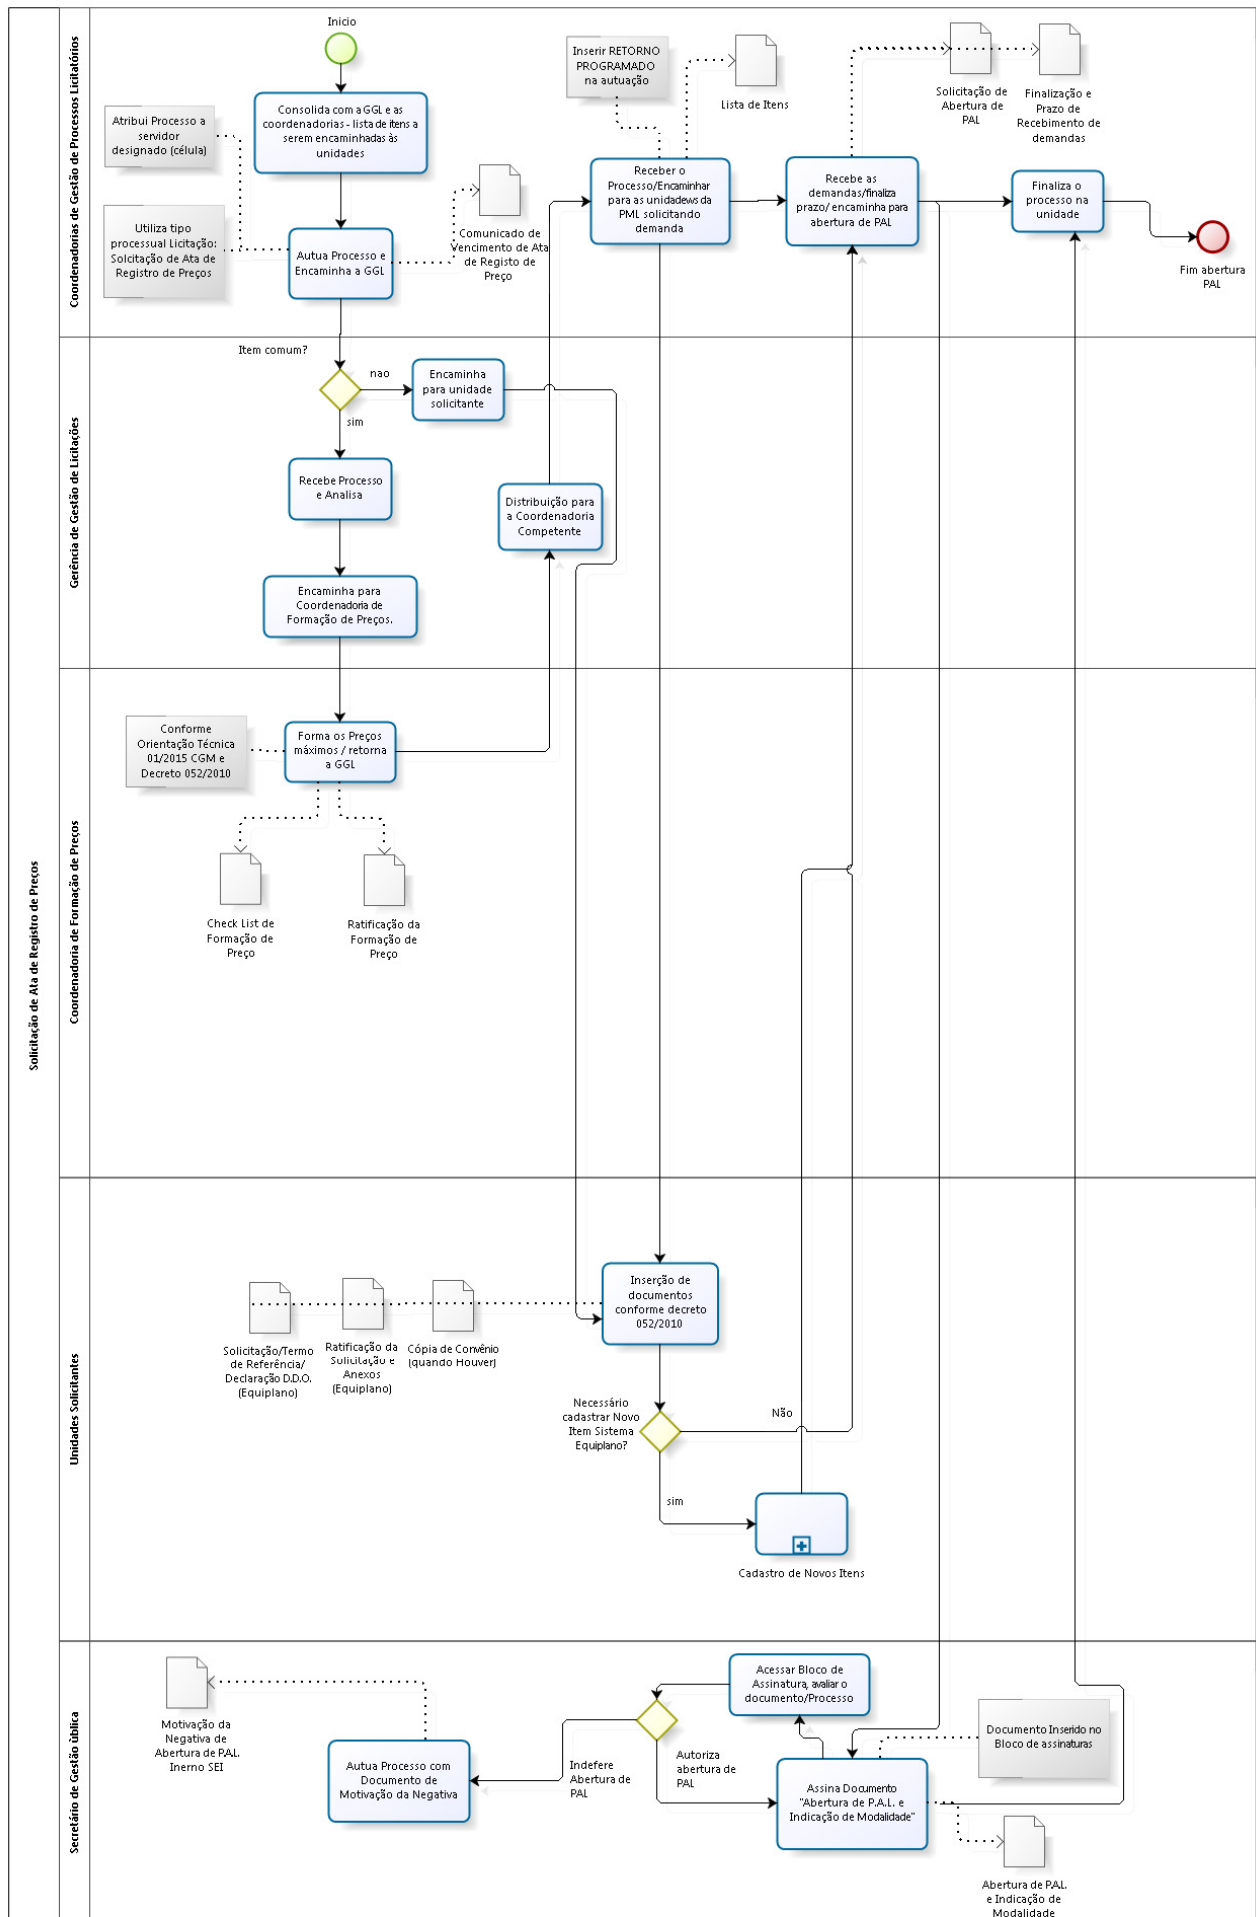 Solicitação de Ata de Registro de Preços
Coordenadorias de Gestão de Processos Licitatórios
Inicio
Consolida com a GGL e as
coordenadorias - lista de itens a
serem encaminhadas às
unidades
Atribui Processo a
servidor
designado (célula)
Utiliza tipo
processual Licitação:
Solcitação de Ata de
Registro de Preços
Autua Processo e
Encaminha a GGL
Comunicado de
Vencimento de Ata
de Registo de
Preço
Inserir RETORNO
PROGRAMADO
na autuação
Lista de Itens
Receber o
Processo/Encaminhar
para as unidadews da
PML solicitando
demanda
Recebe as
demandas/finaliza
prazo/ encaminha para
abertura de PAL
Solicitação de
Abertura de
PAL
Finalização e
Prazo de
Recebimento de
demandas
Finaliza o
processo na
unidade
Fim abertura
PAL
Gerência de Gestão de Licitações
Item comum?
nao
sim
Encaminha
para unidade
solicitante
Recebe Processo
e Analisa
Distribuição para
a Coordenadoria
Competente
Encaminha para
Coordenadoria de
Formação de Preços.
Coordenadoria de Formação de Preços
Conforme
Orientação Técnica
01/2015 CGM e
Decreto 052/2010
Forma os Preços
máximos / retorna
a GGL
Check List de
Formação de
Preço
Ratificação da
Formação de
Preço
Unidades Solicitantes
Inserção de
documentos
conforme decreto
052/2010
Solicitação/Termo
de Referência/
Declaração D.D.O.
(Equiplano)
Ratificação da
Solicitação e
Anexos
(Equiplano)
Cópia de Convênio
(quando Houver)
Necessário
cadastrar Novo
Item Sistema
Equiplano?
Não
sim
Cadastro de Novos Itens
Secretário de Gestão ública
Motivação da
Negativa de
Abertura de P.A.L.
Inerno SEI
Autua Processo com
Documento de
Motivação da Negativa
Indefere
Abertura de
PAL
Autoriza
abertura de
PAL
Acessar Bloco de
Assinatura, avaliar o
documento/Processo
Assina Documento
"Abertura de P.A.L. e
Indicação de Modalidade"
Documento Inserido no
Bloco de assinaturas
Abertura de P.A.L.
e Indicação de
Modalidade